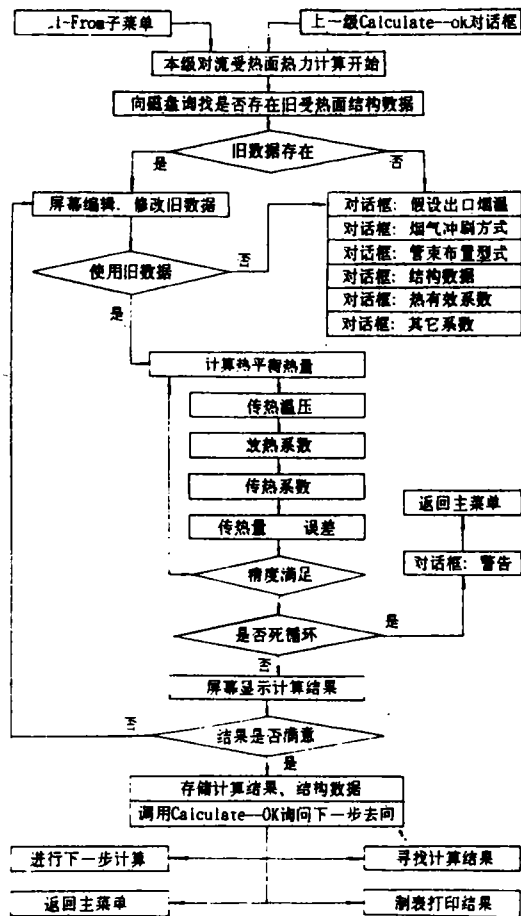 1-From子菜单
上一级Calculate--ok对话框
本级对流受热面热力计算开始
向磁盘询找是否存在旧受热面结构数据
旧数据存在
是
否
屏幕编辑.修改旧数据
对话框:假设出口烟温
对话框:烟气冲刷方式
对话框:管束布置型式
对话框:结构数据
对话框:热有效系数
对话框:其它系数
使用旧数据
否
是
计算热平衡热量
传热温压
放热系数
传热系数
传热量 误差
返回主菜单
精度满足
对话框:警告
是否死循环
是
否
屏幕显示计算结果
结果是否满意
否
是
存储计算结果、结构数据
调用Calculate--OK询问下一步去向
进行下一步计算
寻找计算结果
返回主菜单
制表打印结果